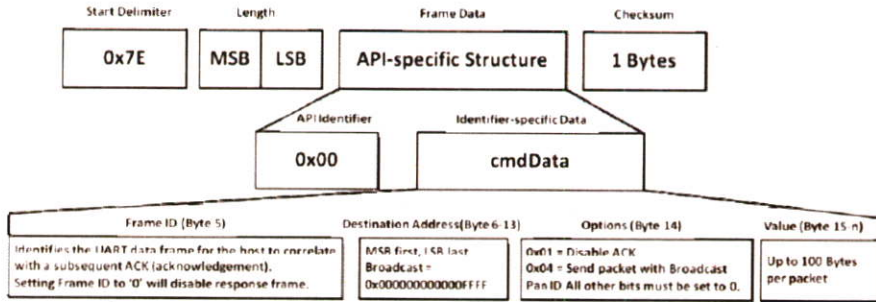 Start Delimiter Length Frame Data Checksum
0x7E MSB LSB API-specific Structure 1 Bytes
API Identifier Identifier-specific Data
0x00 cmdData
Frame ID (Byte 5) Destination Address(Byte 6-13) Options (Byte 14) Value (Byte 15-n)
Identifies the UART data frame for the host to correlate
with a subsequent ACK (acknowledgement).
Setting Frame ID to '0' will disable response frame.
MSB first, LSB last
Broadcast =
0x000000000000FFFF
0x01 = Disable ACK
0x04 = Send packet with Broadcast
Pan ID All other bits must be set to 0.
Up to 100 Bytes
per packet